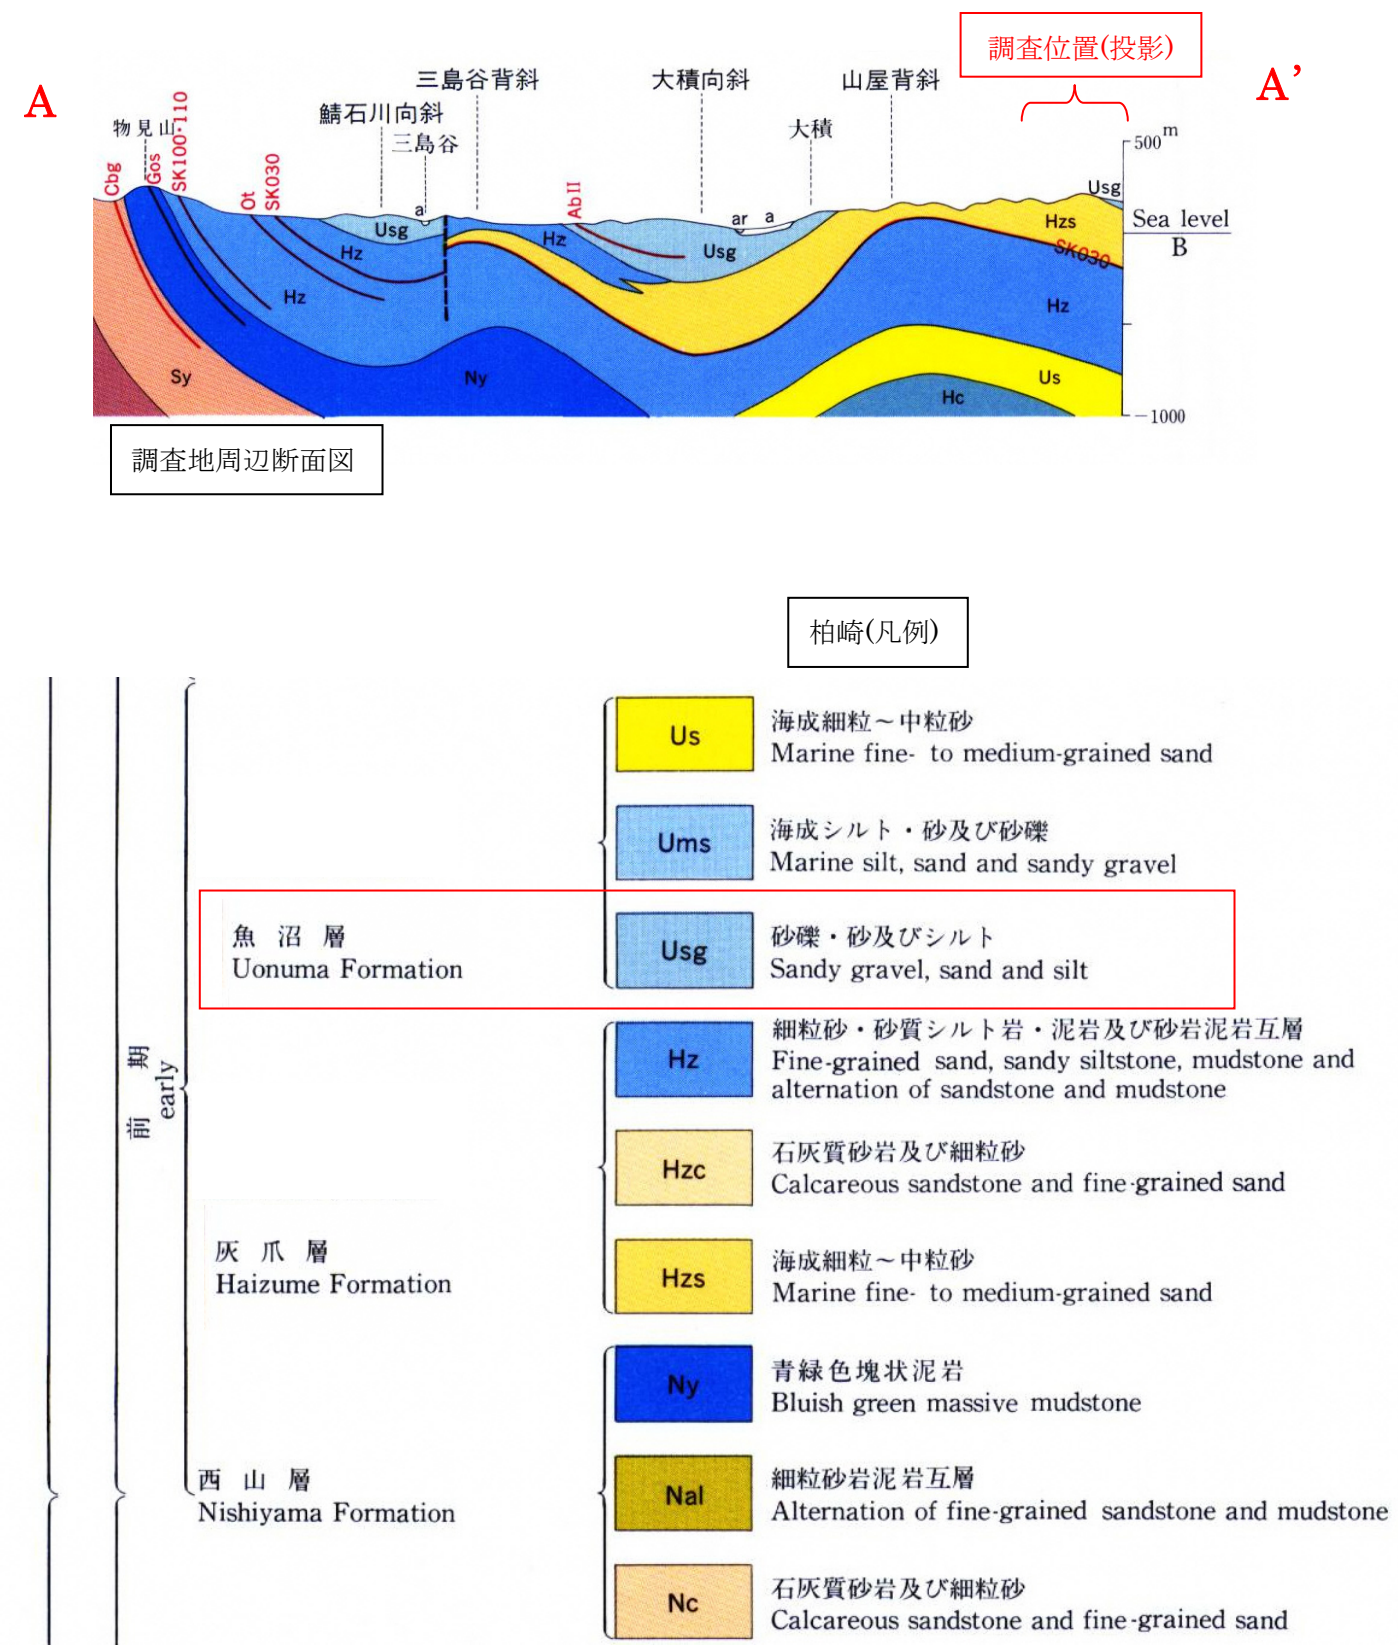 調査位置(投影)
A
A’
三島谷背斜
大積向斜
山屋背斜
鯖石川向斜
物見山
三島谷
大積
500m
Cbg
Gos
SK100・110
Ot
SK030
AbⅡ
Usg
a
ar
a
Usg
Hz
Hz
Usg
Hzs
Sea level
B
SK030
Hz
Hz
Sy
Ny
Us
Hc
−1000
調査地周辺断面図
柏崎(凡例)
Us
海成細粒～中粒砂
Marine fine- to medium-grained sand
Ums
海成シルト・砂及び砂礫
Marine silt, sand and sandy gravel
魚沼層
Uonuma Formation
Usg
砂礫・砂及びシルト
Sandy gravel, sand and silt
前期
early
Hz
細粒砂・砂質シルト岩・泥岩及び砂岩泥岩互層
Fine-grained sand, sandy siltstone, mudstone and
alternation of sandstone and mudstone
Hzc
石灰質砂岩及び細粒砂
Calcareous sandstone and fine-grained sand
灰爪層
Haizume Formation
Hzs
海成細粒～中粒砂
Marine fine- to medium-grained sand
Ny
青緑色塊状泥岩
Bluish green massive mudstone
西山層
Nishiyama Formation
Nal
細粒砂岩泥岩互層
Alternation of fine-grained sandstone and mudstone
Nc
石灰質砂岩及び細粒砂
Calcareous sandstone and fine-grained sand